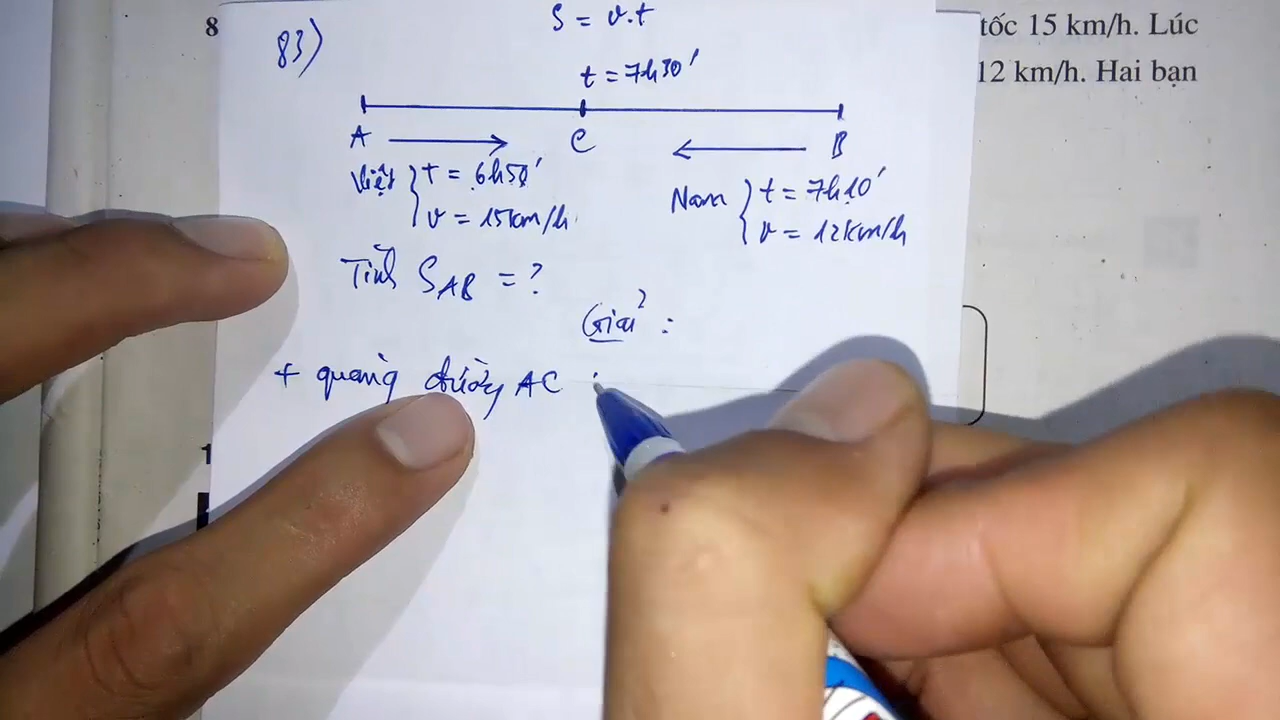 8
tốc 15 km/h. Lúc
12 km/h. Hai bạn
83)
S = v.t
t = 7h30'
A C B
Việt { t = 6h50'
v = 15km/h
Nam { t = 7h10'
v = 12km/h
Tính SAB = ?
Giải :
+ quãng đường AC :
1